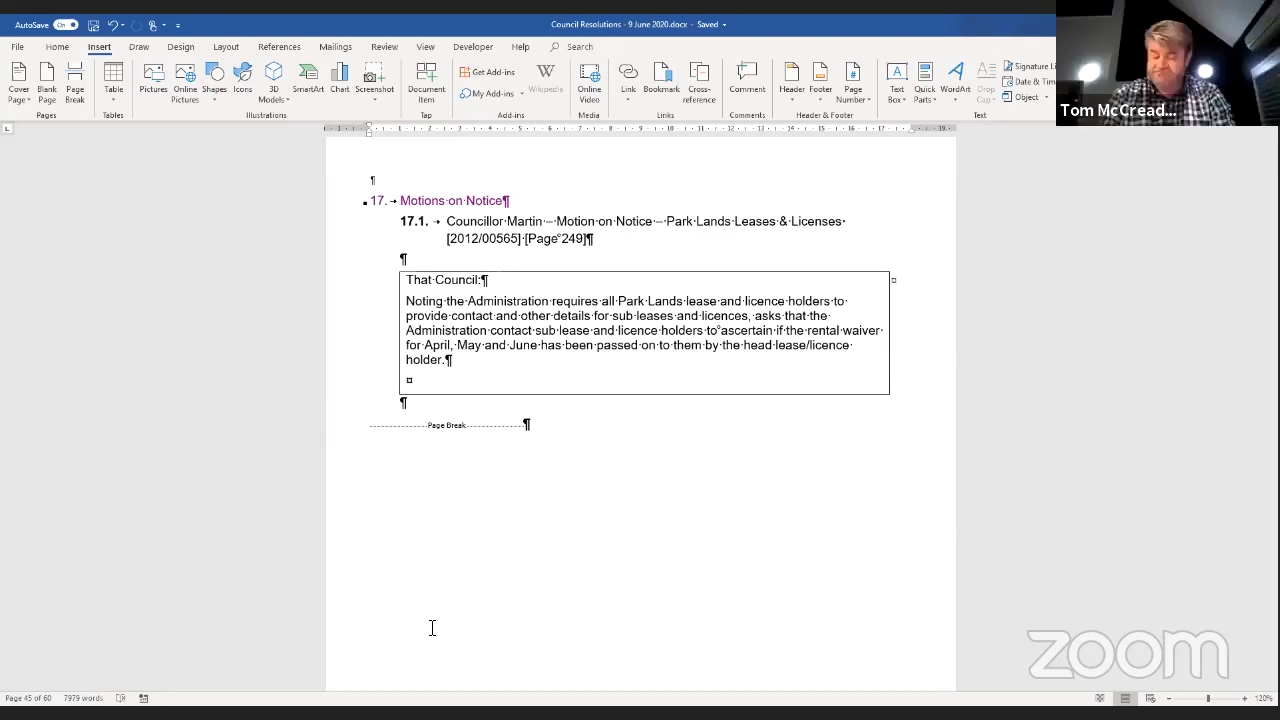 AutoSave On
Council Resolutions - 9 June 2020.docx - Saved
File Home Insert Draw Design Layout References Mailings Review View Developer Help Search
Cover Page Blank Page Page Break
Pages
Table
Tables
Pictures Online Pictures Shapes Icons 3D Models SmartArt Chart Screenshot
Illustrations
Document Item
Tap
Get Add-ins
My Add-ins
Wikipedia
Add-ins
Online Video
Media
Link Bookmark Cross-reference
Links
Comment
Comments
Header Footer Page Number
Header & Footer
Text Box Quick Parts WordArt Drop Cap
Signature Li
Date & Time
Object
Text
Tom McCread...
17. Motions on Notice
17.1. Councillor Martin – Motion on Notice – Park Lands Leases & Licenses
[2012/00565] [Page 249]
That Council:
Noting the Administration requires all Park Lands lease and licence holders to
provide contact and other details for sub leases and licences, asks that the
Administration contact sub lease and licence holders to ascertain if the rental waiver
for April, May and June has been passed on to them by the head lease/licence
holder.
Page Break
zoom
Page 45 of 60 7979 words
120%